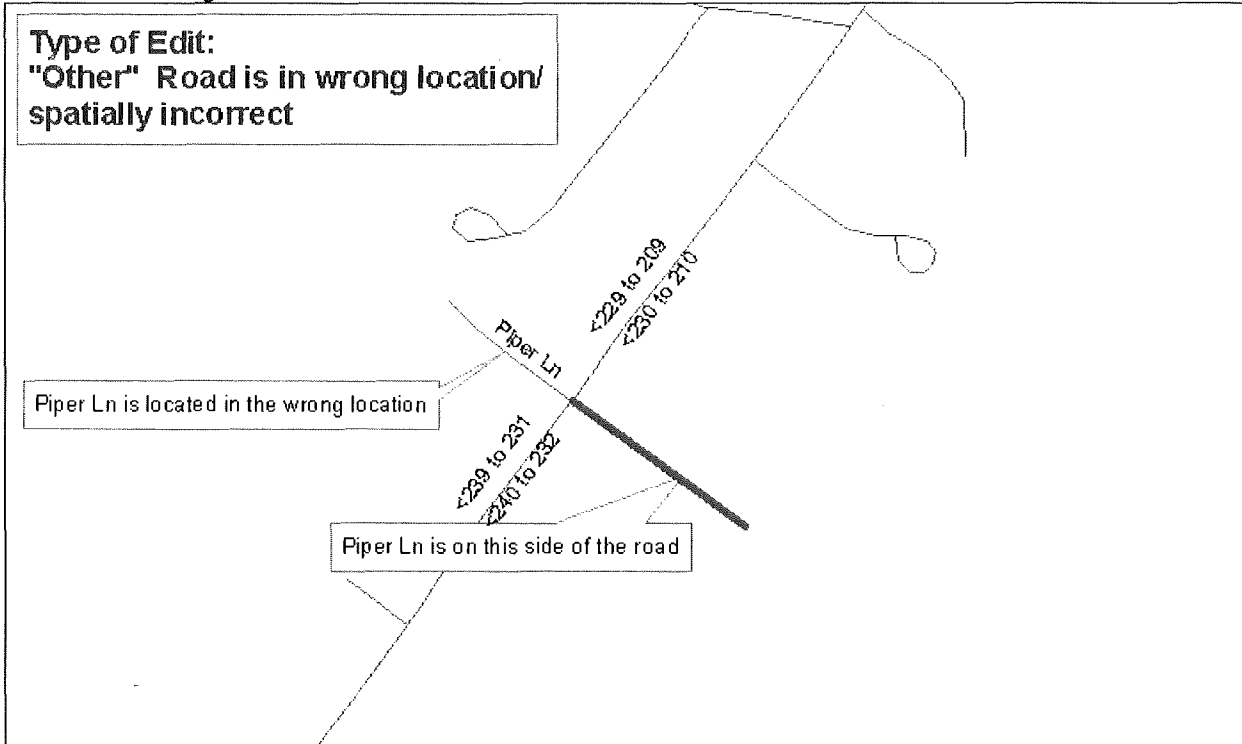 Type of Edit:
"Other" Road is in wrong location/
spatially incorrect
<229 to 209
<230 to 210
Piper Ln
Piper Ln is located in the wrong location
<239 to 231
<240 to 232
Piper Ln is on this side of the road